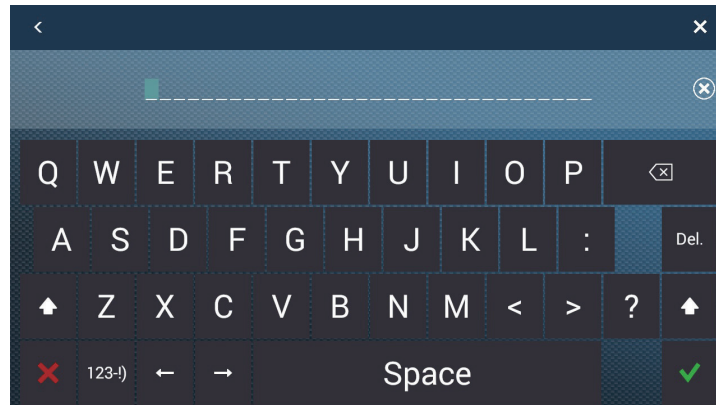 Q W E R T Y U I O P
A S D F G H J K L : Del.
Z X C V B N M < > ?
123-!) ← → Space